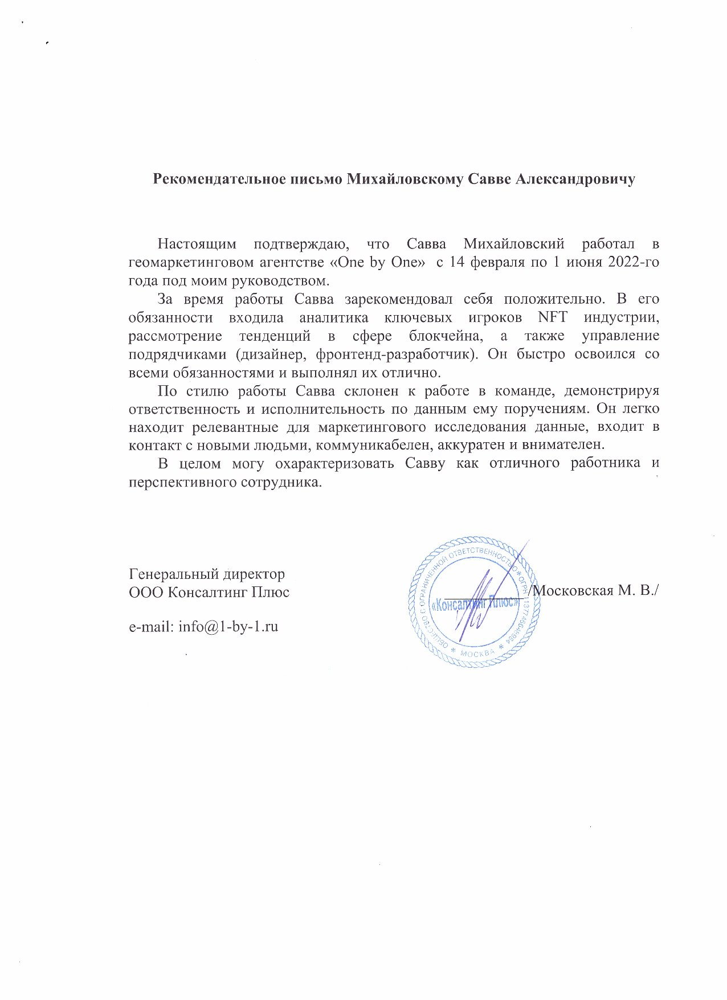 Рекомендательное письмо Михайловскому Савве Александровичу
Настоящим подтверждаю, что Савва Михайловский работал в
геомаркетинговом агентстве «One by One» с 14 февраля по 1 июня 2022-го
года под моим руководством.
За время работы Савва зарекомендовал себя положительно. В его
обязанности входила аналитика ключевых игроков NFT индустрии,
рассмотрение тенденций в сфере блокчейна, а также управление
подрядчиками (дизайнер, фронтенд-разработчик). Он быстро освоился со
всеми обязанностями и выполнял их отлично.
По стилю работы Савва склонен к работе в команде, демонстрируя
ответственность и исполнительность по данным ему поручениям. Он легко
находит релевантные для маркетингового исследования данные, входит в
контакт с новыми людьми, коммуникабелен, аккуратен и внимателен.
В целом могу охарактеризовать Савву как отличного работника и
перспективного сотрудника.
Генеральный директор
ООО Консалтинг Плюс
/Московская М. В./
e-mail: info@1-by-1.ru
ОБЩЕСТВО С ОГРАНИЧЕННОЙ ОТВЕТСТВЕННОСТЬЮ * ОГРН
«Консалтинг Плюс»
* МОСКВА *